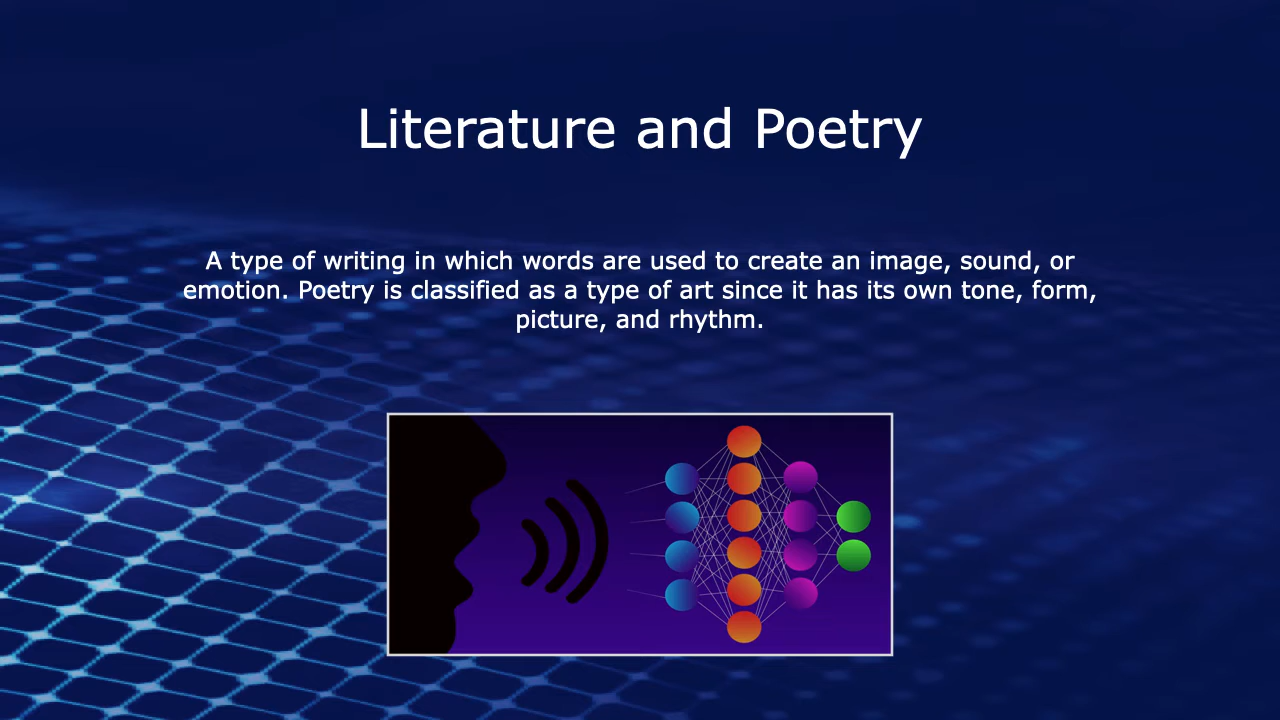 Literature and Poetry
A type of writing in which words are used to create an image, sound, or
emotion. Poetry is classified as a type of art since it has its own tone, form,
picture, and rhythm.